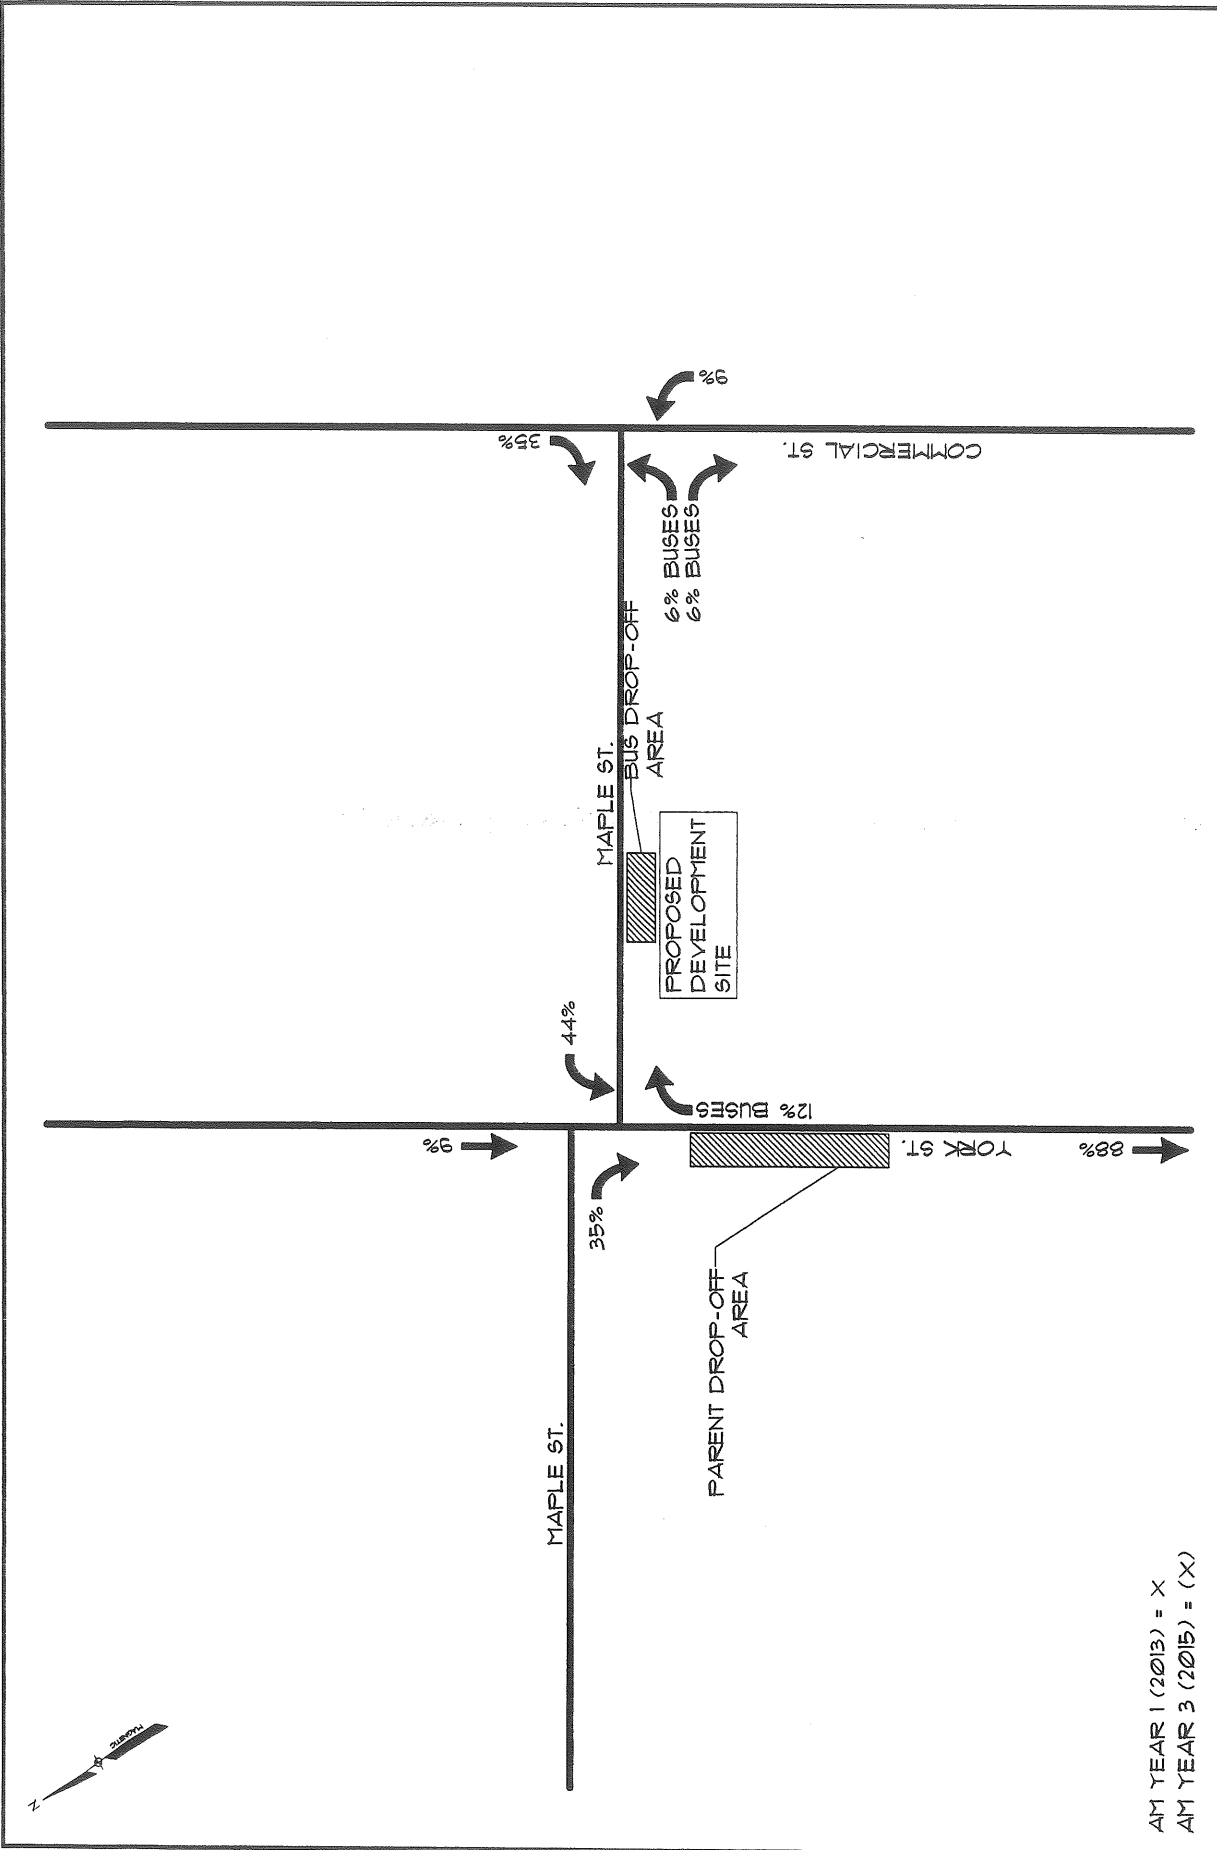 N
MAGNETIC
MAPLE ST.
35%
9%
44%
MAPLE ST.
BUS DROP-OFF
AREA
35%
9%
6% BUSES
6% BUSES
COMMERCIAL ST.
PROPOSED
DEVELOPMENT
SITE
12% BUSES
YORK ST.
88%
PARENT DROP-OFF
AREA
AM YEAR 1 (2013) = X
AM YEAR 3 (2015) = (X)